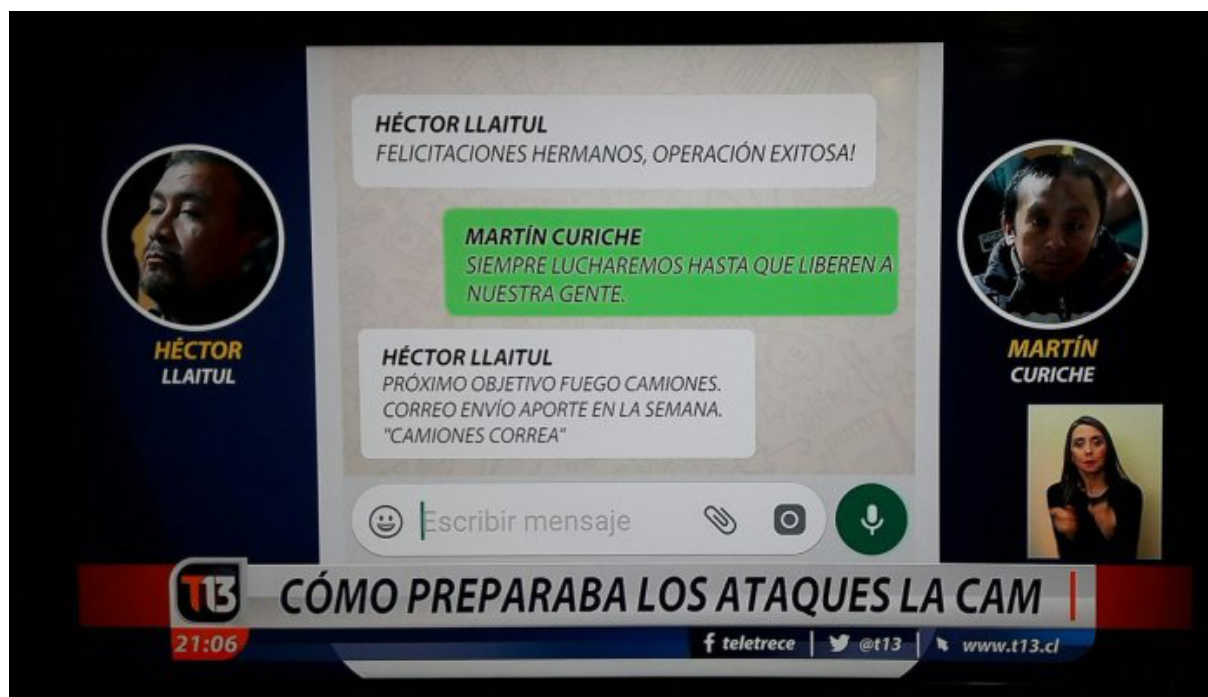 HÉCTOR LLAITUL
FELICITACIONES HERMANOS, OPERACIÓN EXITOSA!
MARTÍN CURICHE
SIEMPRE LUCHAREMOS HASTA QUE LIBEREN A
NUESTRA GENTE.
HÉCTOR LLAITUL
PRÓXIMO OBJETIVO FUEGO CAMIONES.
CORREO ENVÍO APORTE EN LA SEMANA.
"CAMIONES CORREA"
Escribir mensaje
HÉCTOR
LLAITUL
MARTÍN
CURICHE
T13
CÓMO PREPARABA LOS ATAQUES LA CAM
21:06
f teletrece | @t13 | www.t13.cl